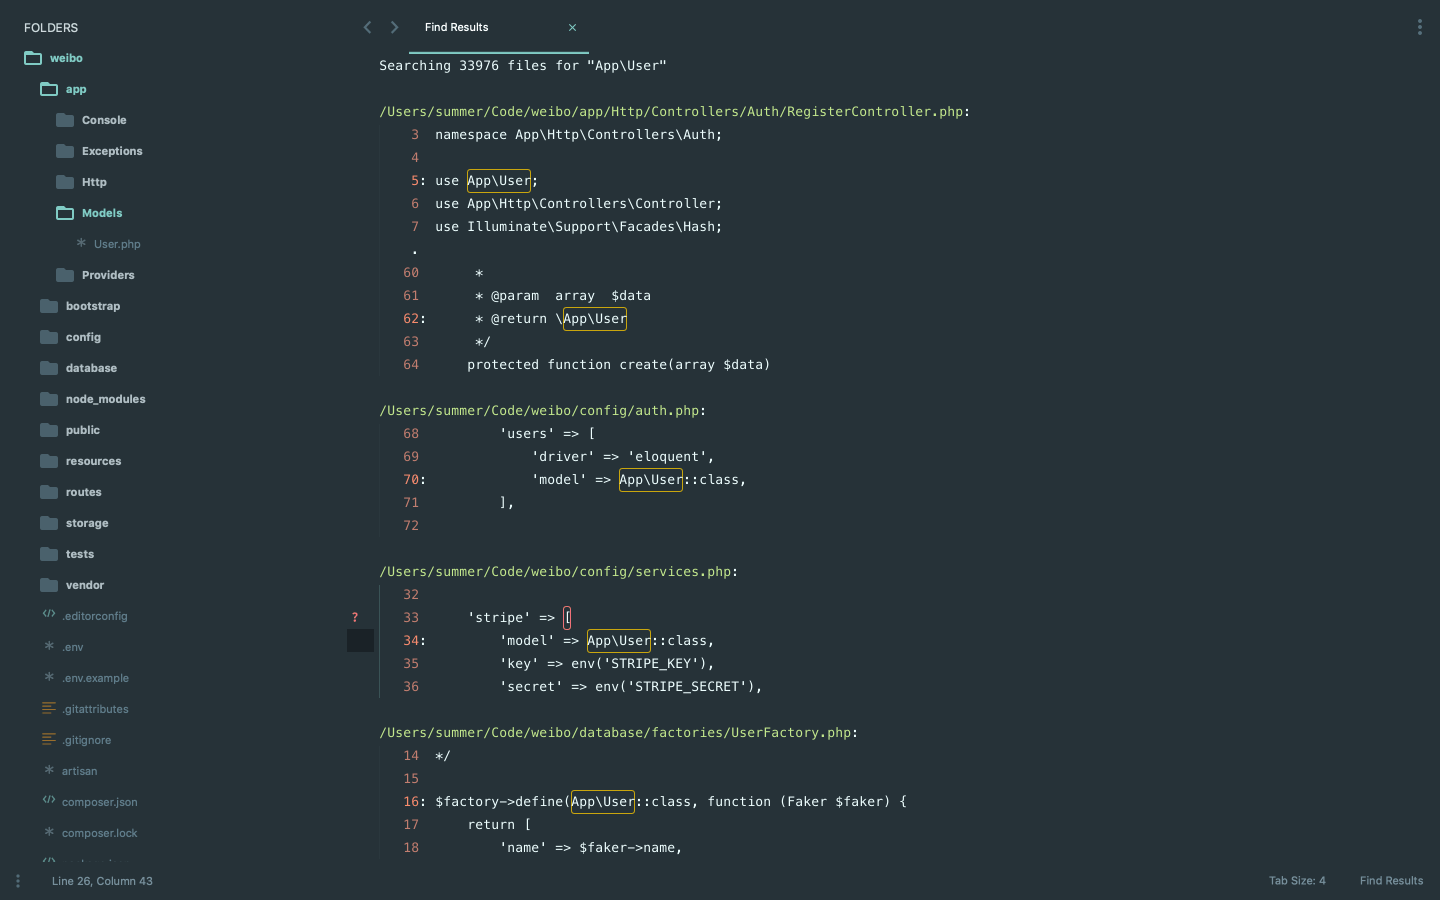 FOLDERS
weibo
app
Console
Exceptions
Http
Models
User.php
Providers
bootstrap
config
database
node_modules
public
resources
routes
storage
tests
vendor
.editorconfig
.env
.env.example
.gitattributes
.gitignore
artisan
composer.json
composer.lock
Find Results ×
Searching 33976 files for "App\User"
/Users/summer/Code/weibo/app/Http/Controllers/Auth/RegisterController.php:
3  namespace App\Http\Controllers\Auth;
4
5: use App\User;
6  use App\Http\Controllers\Controller;
7  use Illuminate\Support\Facades\Hash;
.
60       *
61       * @param  array  $data
62:      * @return \App\User
63       */
64      protected function create(array $data)
/Users/summer/Code/weibo/config/auth.php:
68          'users' => [
69              'driver' => 'eloquent',
70:             'model' => App\User::class,
71          ],
72
/Users/summer/Code/weibo/config/services.php:
32
? 33      'stripe' => [
34:         'model' => App\User::class,
35          'key' => env('STRIPE_KEY'),
36          'secret' => env('STRIPE_SECRET'),
/Users/summer/Code/weibo/database/factories/UserFactory.php:
14  */
15
16: $factory->define(App\User::class, function (Faker $faker) {
17      return [
18          'name' => $faker->name,
Line 26, Column 43
Tab Size: 4
Find Results